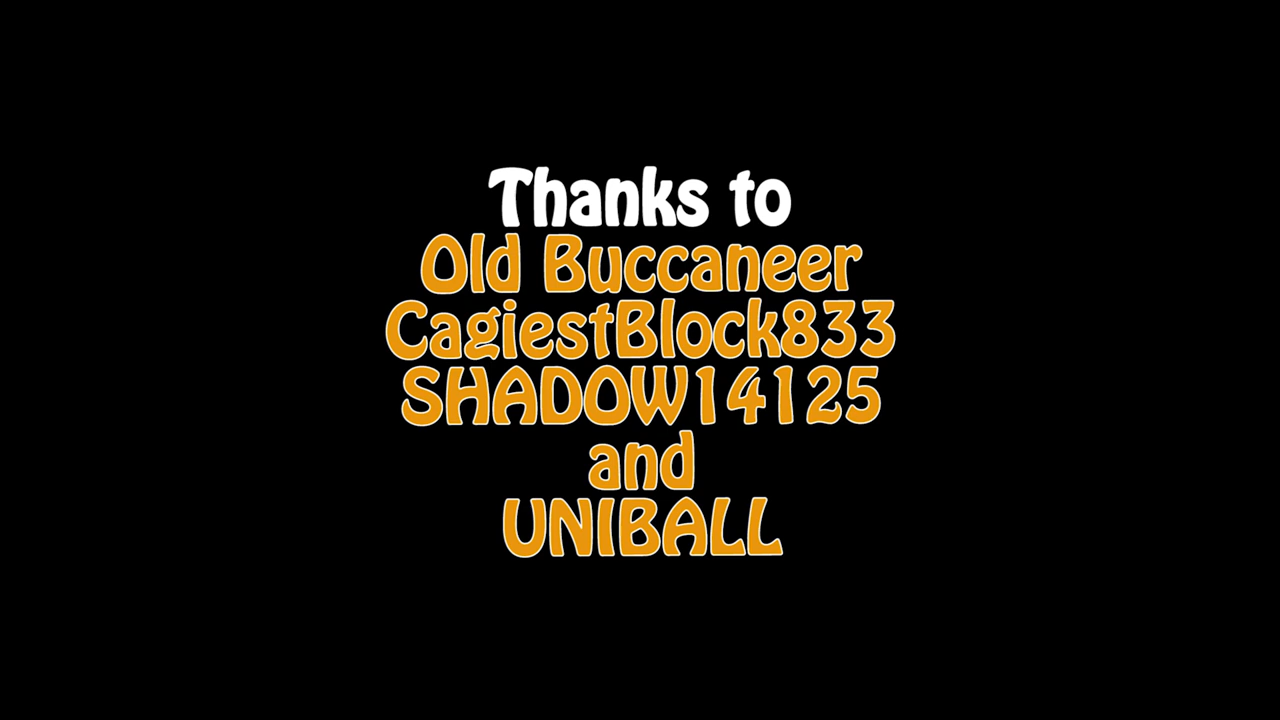 Thanks to
Old Buccaneer
CagiestBlock833
SHADOW14125
and
UNIBALL